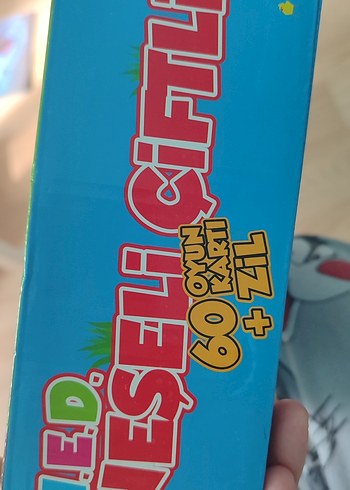 .E.D.
NEŞELİ ÇİFTLİ
60 OYUN
KARTI
+ ZİL